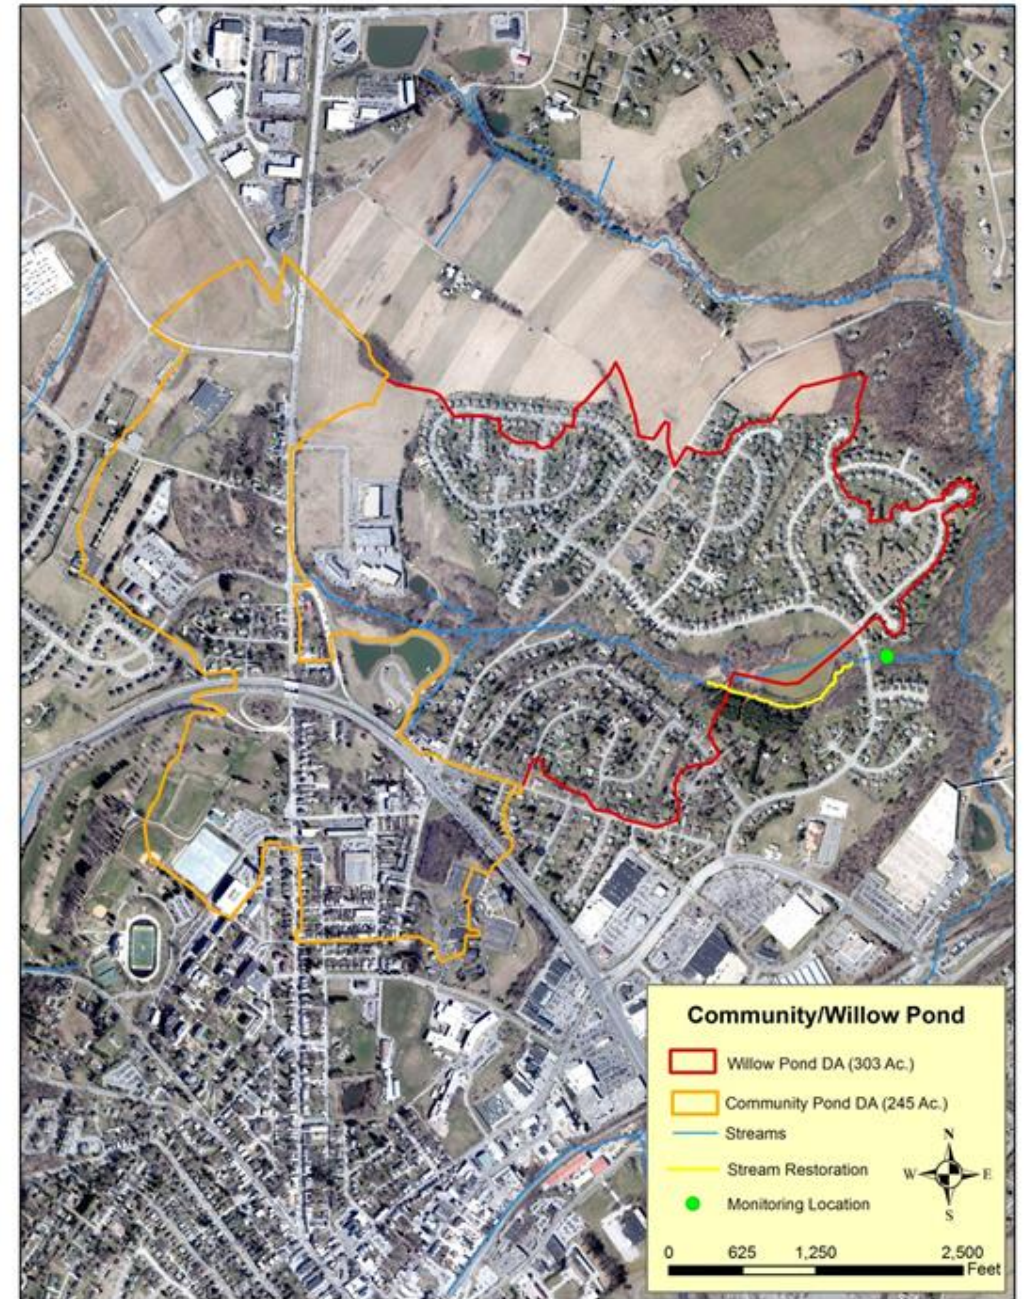 Community/Willow Pond
Willow Pond DA (303 Ac.)
Community Pond DA (245 Ac.)
Streams
Stream Restoration
Monitoring Location
N
W E
S
0 625 1,250 2,500
Feet